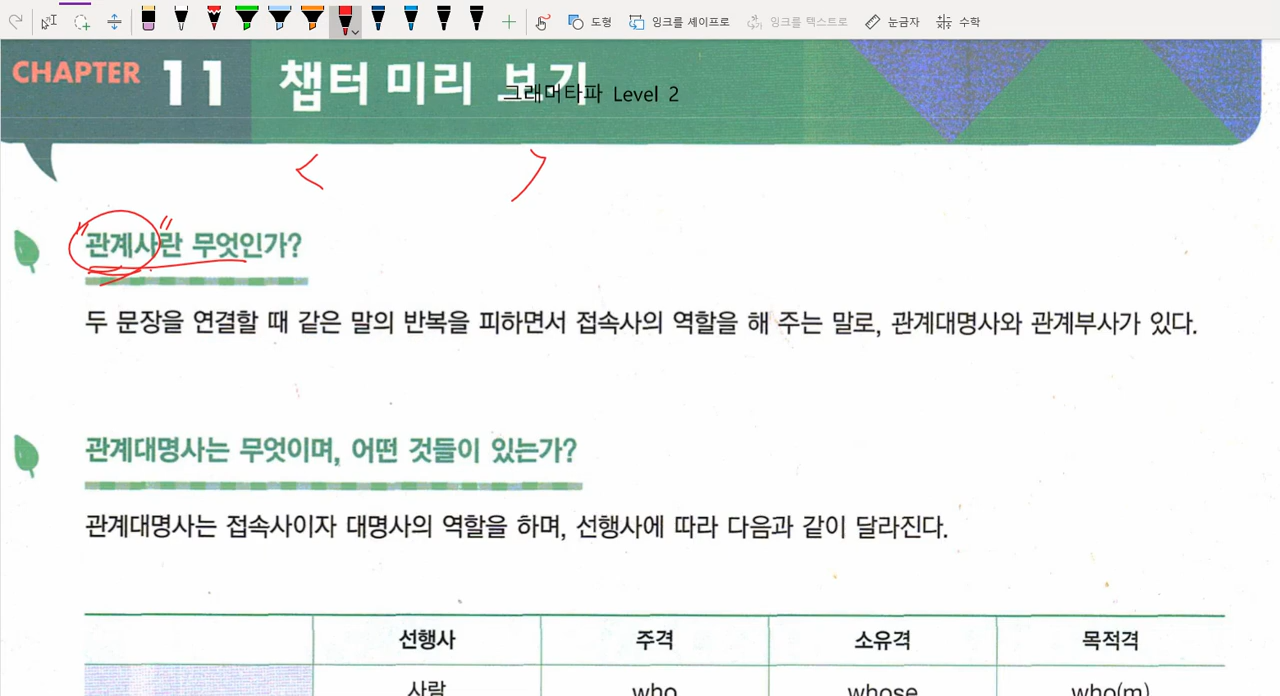 도형 잉크를 셰이프로 잉크를 텍스트로 눈금자 수학
CHAPTER 11 챕터 미리 보기
그래머타파 Level 2
"관계사"란 무엇인가?
두 문장을 연결할 때 같은 말의 반복을 피하면서 접속사의 역할을 해 주는 말로, 관계대명사와 관계부사가 있다.
관계대명사는 무엇이며, 어떤 것들이 있는가?
관계대명사는 접속사이자 대명사의 역할을 하며, 선행사에 따라 다음과 같이 달라진다.
선행사 주격 소유격 목적격
사람 who whose who(m)